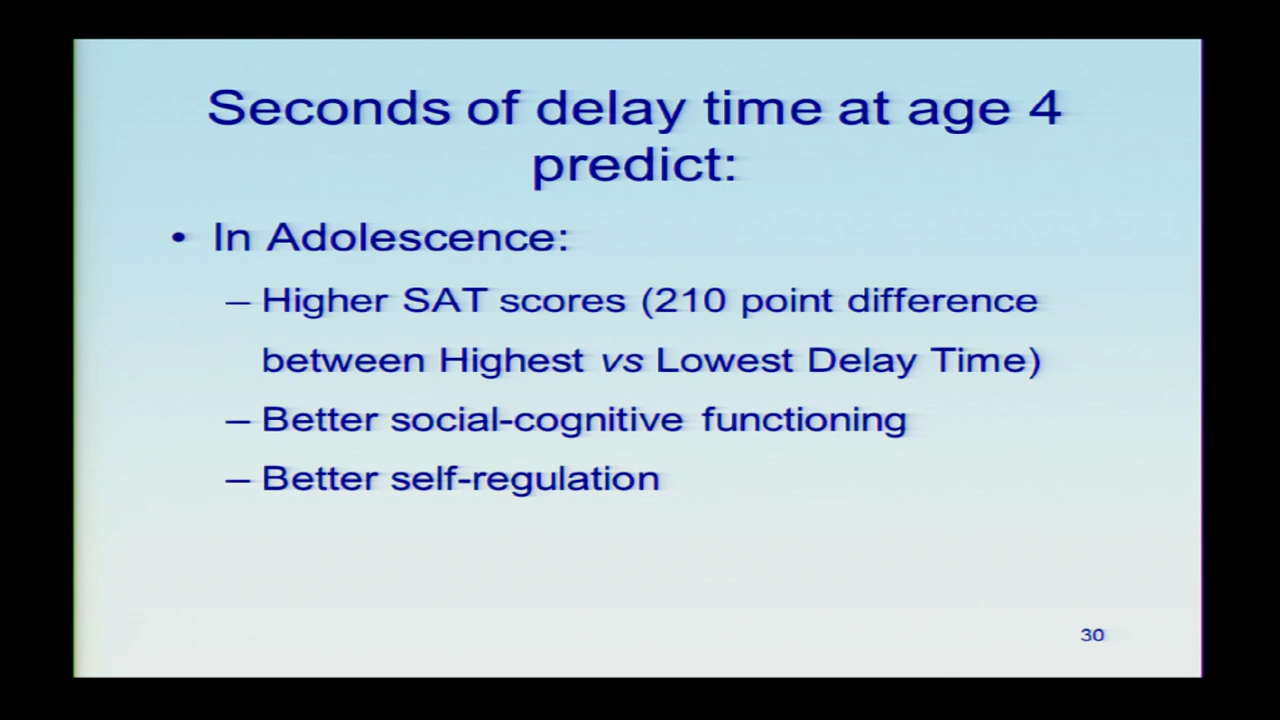 Seconds of delay time at age 4
predict:
• In Adolescence:
– Higher SAT scores (210 point difference
between Highest vs Lowest Delay Time)
– Better social-cognitive functioning
– Better self-regulation
30